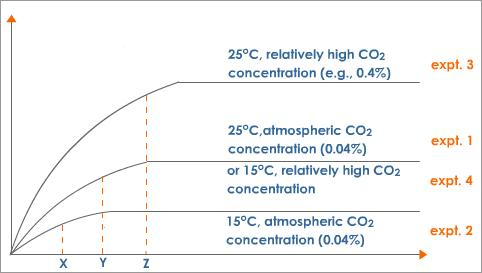 25°C, relatively high CO₂
concentration (e.g., 0.4%)
expt. 3
25°C,atmospheric CO₂
concentration (0.04%)
expt. 1
or 15°C, relatively high CO₂
concentration
expt. 4
15°C, atmospheric CO₂
concentration (0.04%)
expt. 2
X Y Z